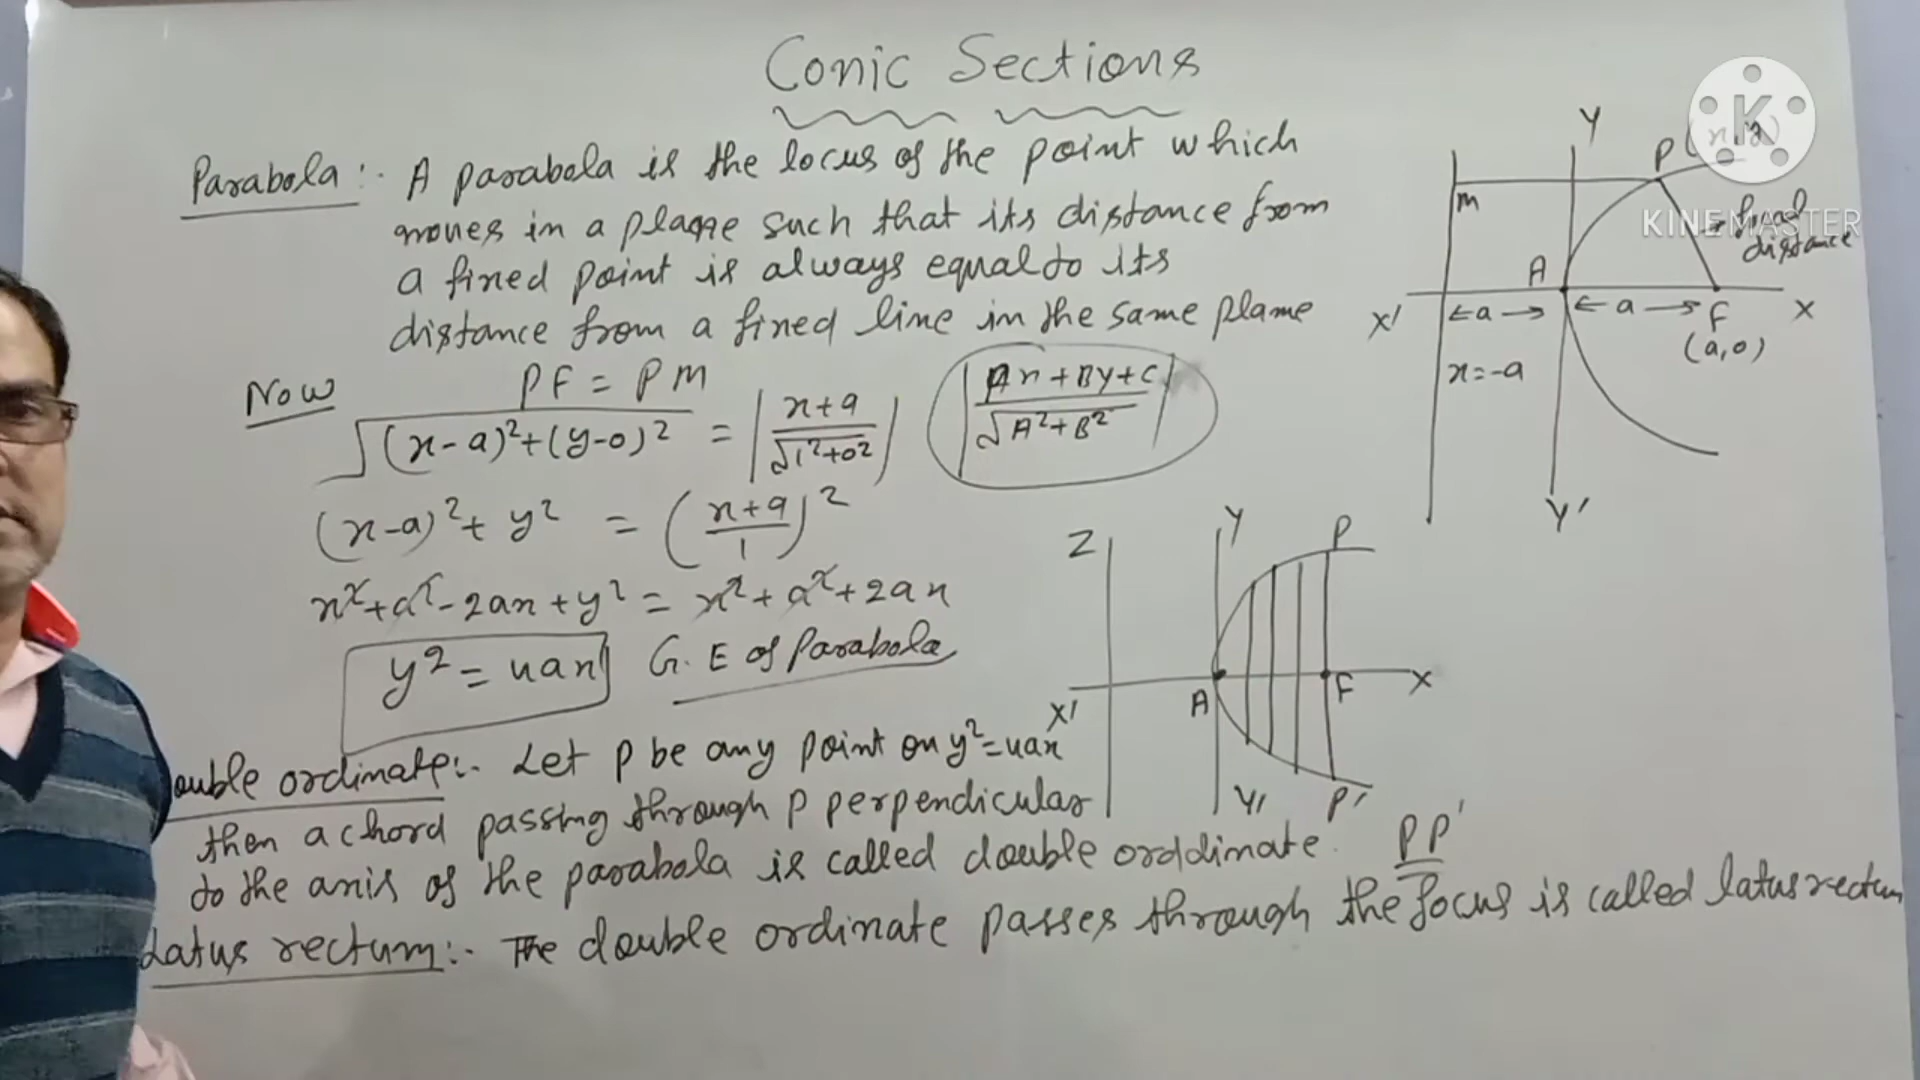 Conic Sections
Parabola :- A parabola is the locus of the point which
moves in a plane such that its distance from
a fixed point is always equal to its
distance from a fixed line in the same plane
Now PF = PM
√(x-a)²+(y-0)² = |x+a / √1²+0²| |Ax+By+C / √A²+B²|
(x-a)²+y² = (x+a / 1)²
x²+a²-2ax+y² = x²+a²+2ax
y² = 4ax G.E of Parabola
ouble ordinate:- Let P be any point on y²=4ax
then a chord passing through P perpendicular
to the axis of the parabola is called double orddimate. PP'
Latus rectum:- The double ordinate passes through the focus is called latus rectum
Y
P
M
focal
distance
KINEMASTER
K
A
X'
a
a
F
X
(a,0)
x=-a
Y'
Z
Y
P
A
F
X
X'
Y'
P'